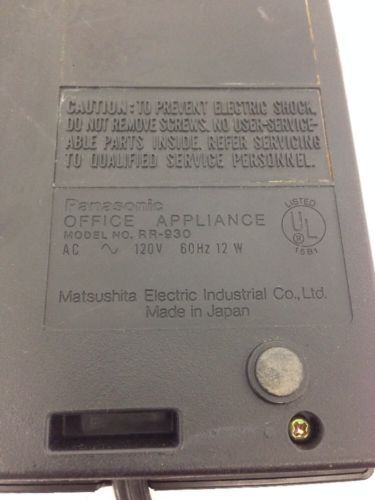 CAUTION: TO PREVENT ELECTRIC SHOCK,
DO NOT REMOVE SCREWS. NO USER-SERVICE-
ABLE PARTS INSIDE. REFER SERVICING
TO QUALIFIED SERVICE PERSONNEL.
Panasonic
OFFICE APPLIANCE
MODEL NO. RR-930
AC ∿ 120V 60Hz 12 W
LISTED
UL
®
15B1
Matsushita Electric Industrial Co., Ltd.
Made in Japan